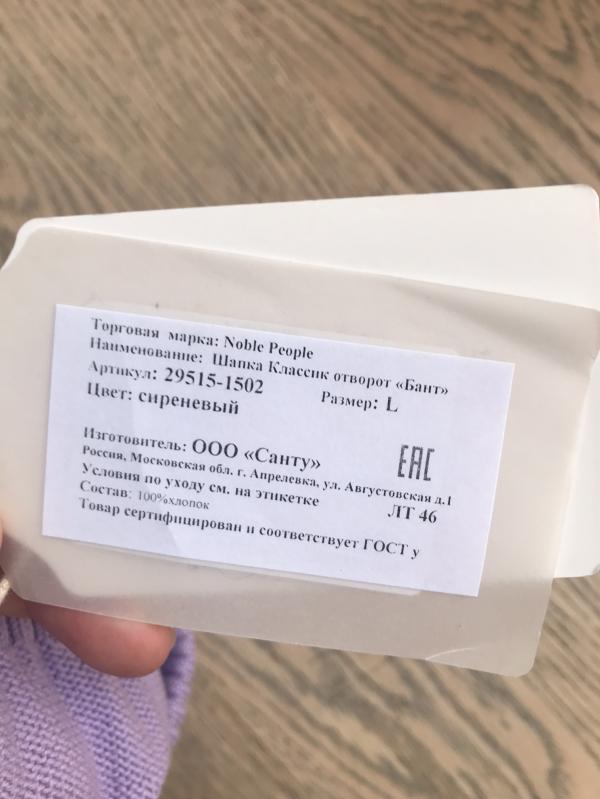 Торговая марка: Noble People
Наименование: Шапка Классик отворот «Бант»
Артикул: 29515-1502 Размер: L
Цвет: сиреневый
Изготовитель: ООО «Санту»
EAC
Россия, Московская обл. г. Апрелевка, ул. Августовская д.1
Условия по уходу см. на этикетке ЛТ 46
Состав: 100%хлопок
Товар сертифицирован и соответствует ГОСТ у